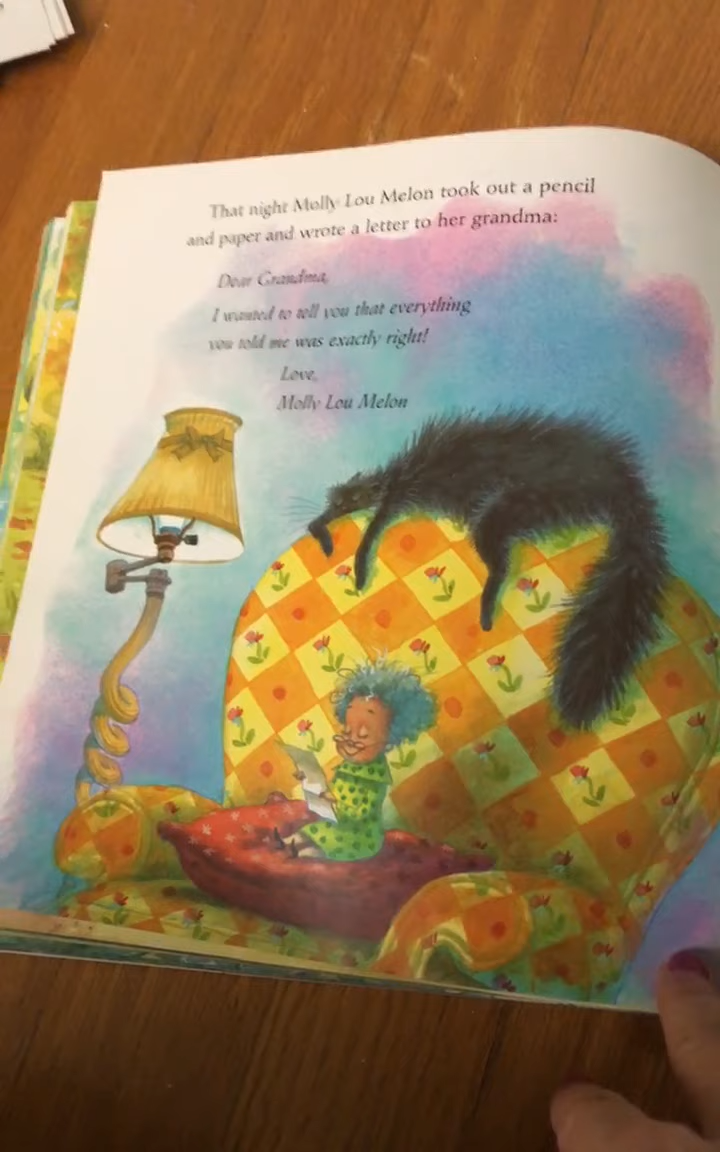 That night Molly Lou Melon took out a pencil
and paper and wrote a letter to her grandma:
Dear Grandma,
I wanted to tell you that everything
you told me was exactly right!
Love,
Molly Lou Melon